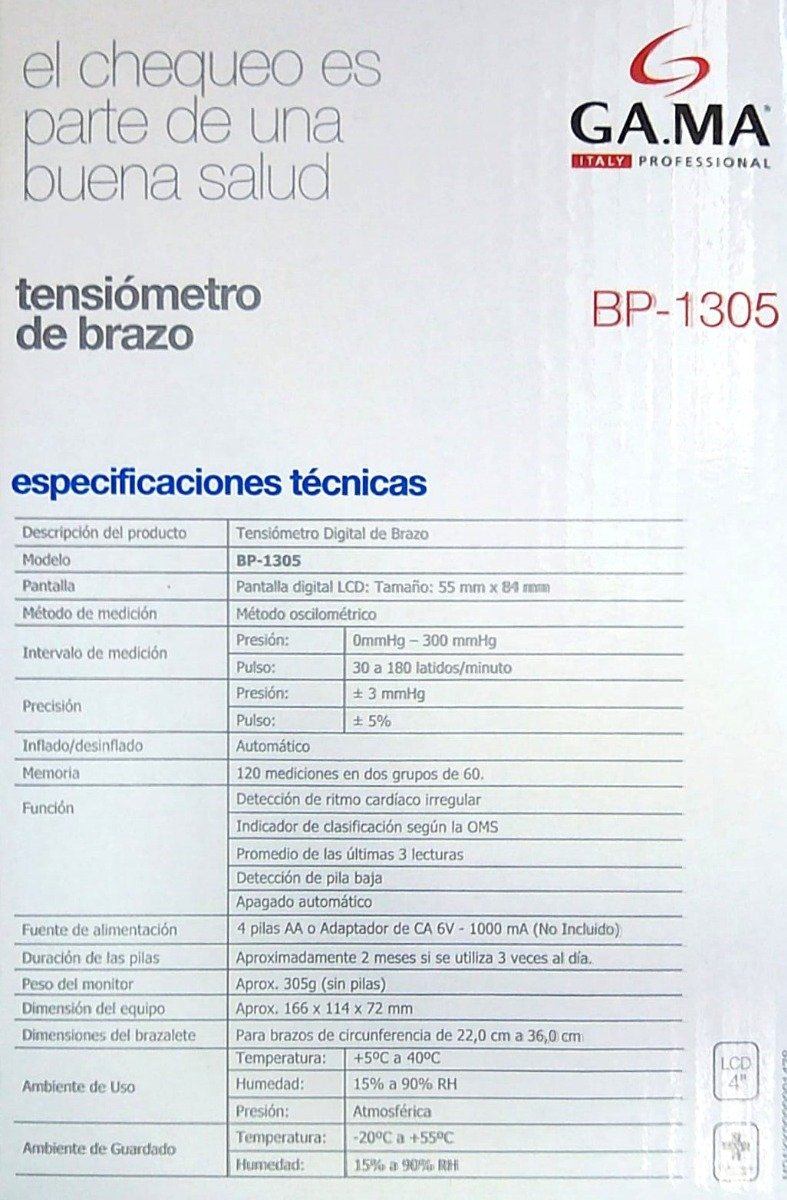 el chequeo es
parte de una
buena salud
GA.MA®
ITALY PROFESSIONAL
tensiómetro
de brazo
BP-1305
especificaciones técnicas
Descripción del producto Tensiómetro Digital de Brazo
Modelo BP-1305
Pantalla Pantalla digital LCD: Tamaño: 55 mm x 84 mm
Método de medición Método oscilométrico
Intervalo de medición Presión: 0mmHg – 300 mmHg
Pulso: 30 a 180 latidos/minuto
Precisión Presión: ± 3 mmHg
Pulso: ± 5%
Inflado/desinflado Automático
Memoria 120 mediciones en dos grupos de 60.
Función Detección de ritmo cardíaco irregular
Indicador de clasificación según la OMS
Promedio de las últimas 3 lecturas
Detección de pila baja
Apagado automático
Fuente de alimentación 4 pilas AA o Adaptador de CA 6V - 1000 mA (No Incluido)
Duración de las pilas Aproximadamente 2 meses si se utiliza 3 veces al día.
Peso del monitor Aprox. 305g (sin pilas)
Dimensión del equipo Aprox. 166 x 114 x 72 mm
Dimensiones del brazalete Para brazos de circunferencia de 22,0 cm a 36,0 cm
Ambiente de Uso Temperatura: +5ºC a 40ºC
Humedad: 15% a 90% RH
Presión: Atmosférica
Ambiente de Guardado Temperatura: -20ºC a +55ºC
Humedad: 15% a 90% RH
LCD
4"